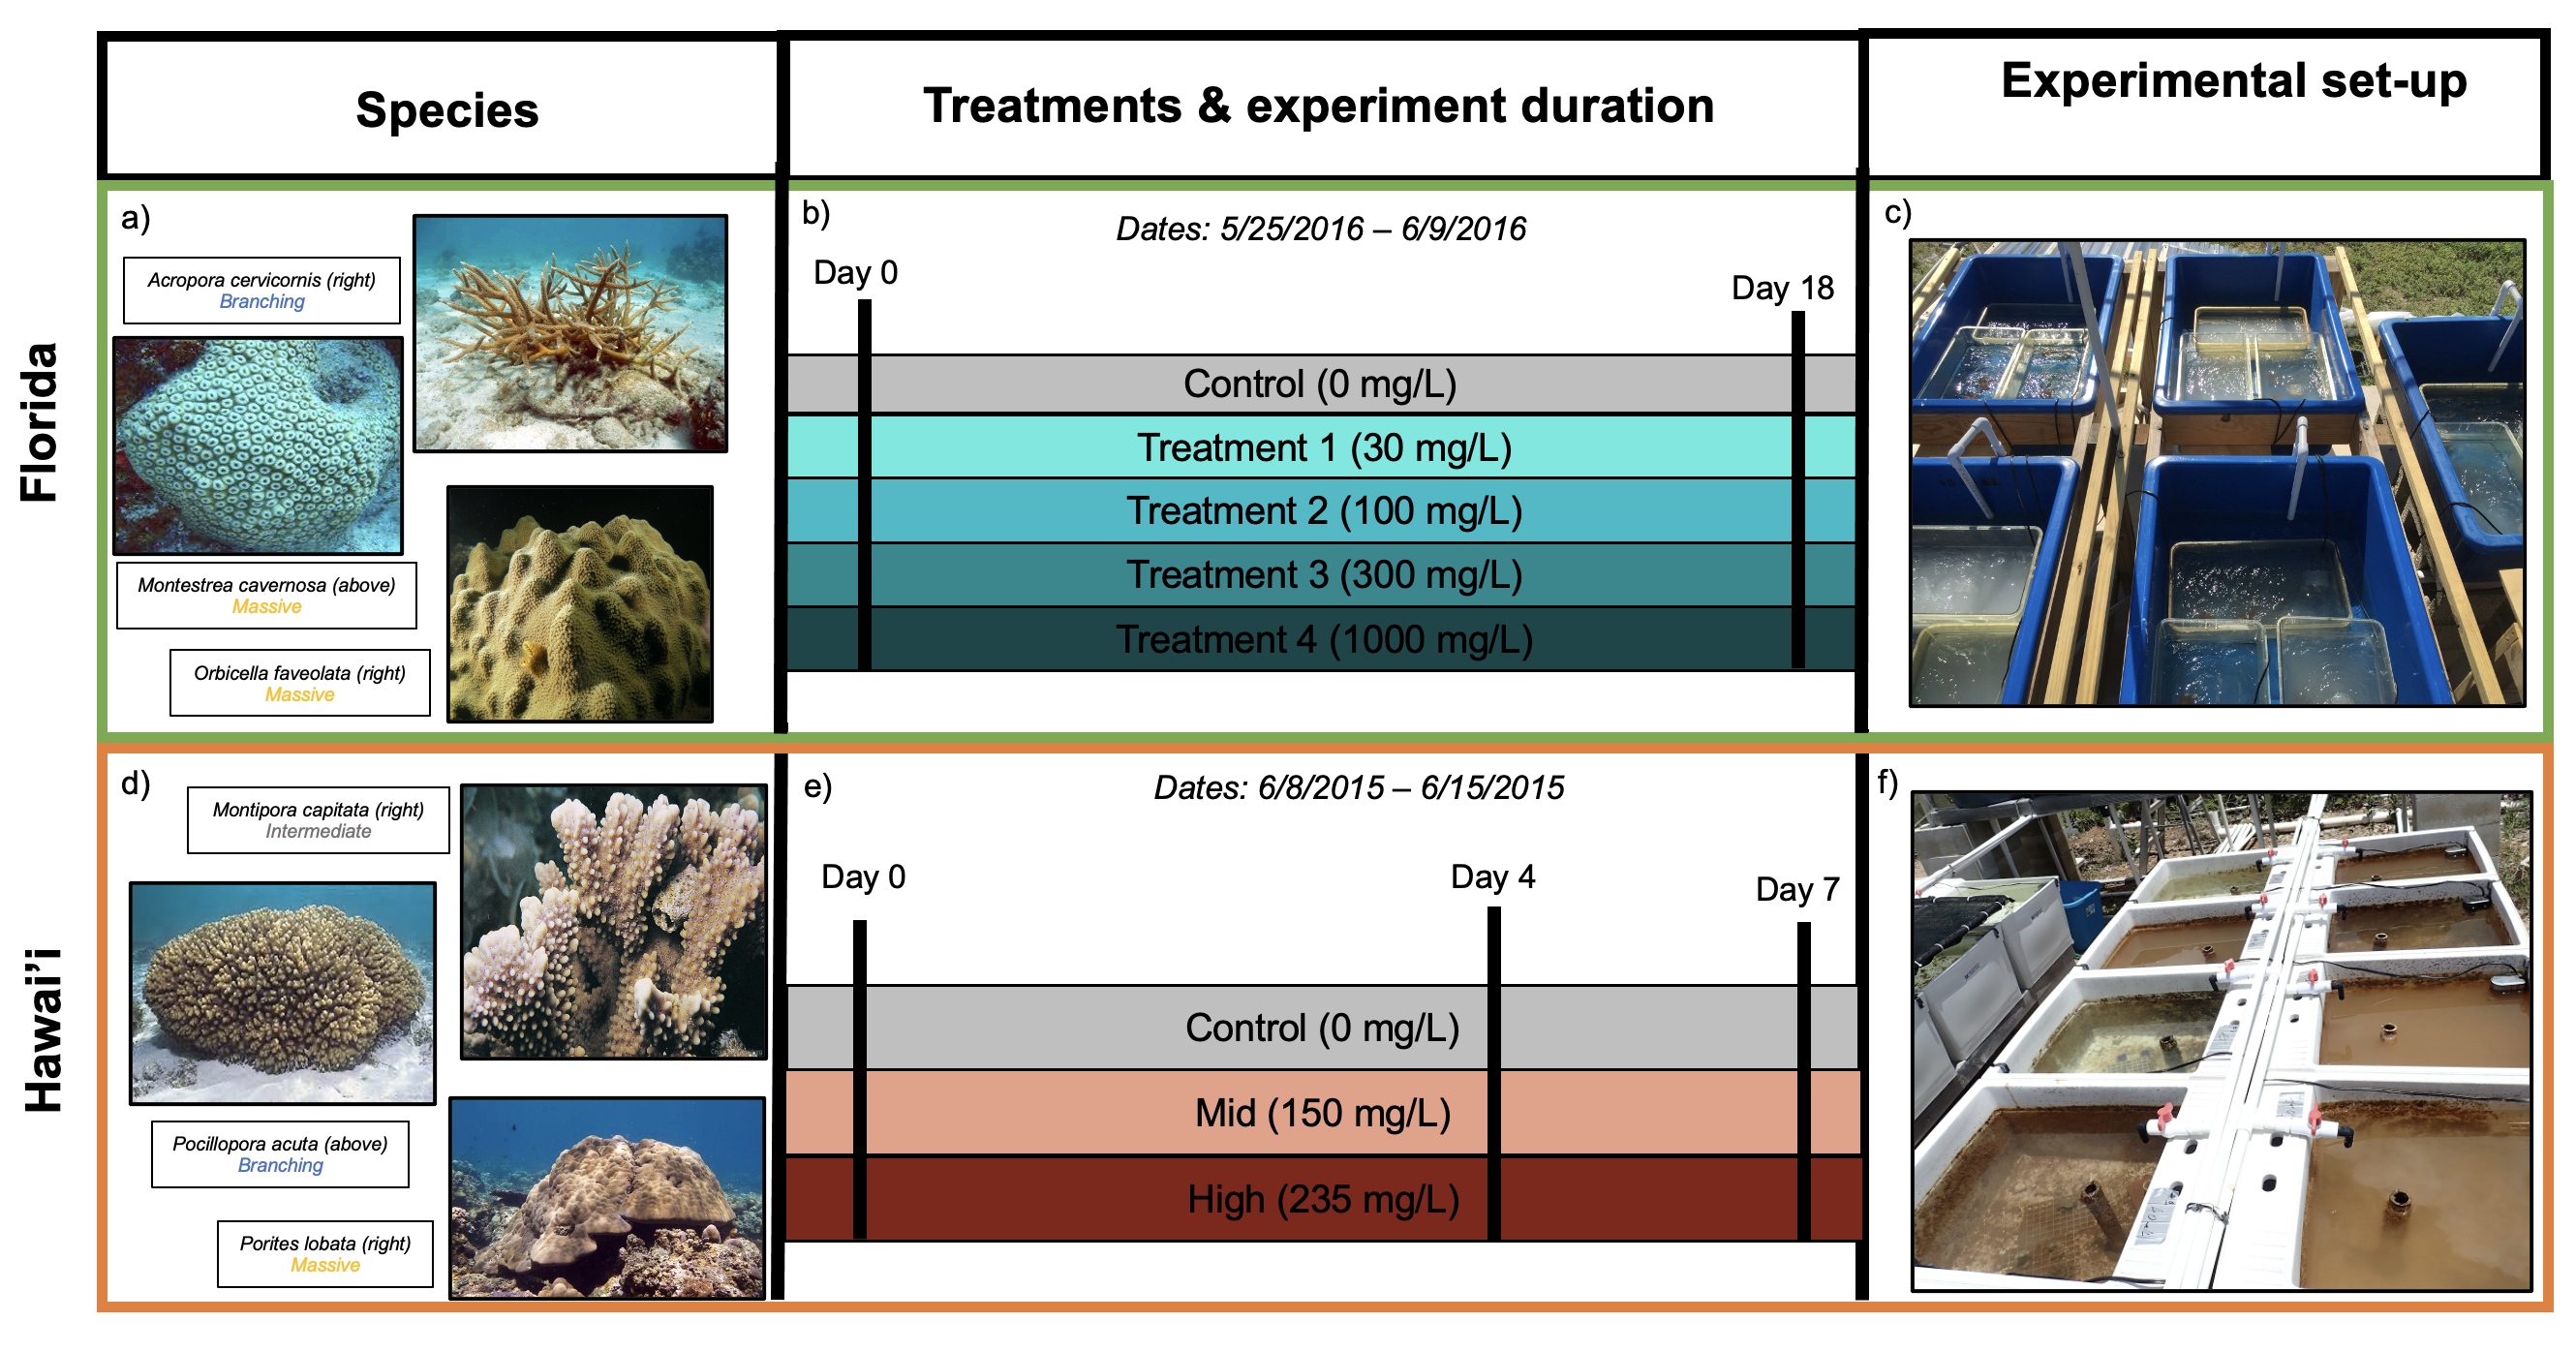 Species
Treatments & experiment duration
Experimental set-up
Florida
a)
Acropora cervicornis (right)
Branching
Montestrea cavernosa (above)
Massive
Orbicella faveolata (right)
Massive
b)
Dates: 5/25/2016 – 6/9/2016
Day 0
Day 18
Control (0 mg/L)
Treatment 1 (30 mg/L)
Treatment 2 (100 mg/L)
Treatment 3 (300 mg/L)
Treatment 4 (1000 mg/L)
c)
Hawai’i
d)
Montipora capitata (right)
Intermediate
Pocillopora acuta (above)
Branching
Porites lobata (right)
Massive
e)
Dates: 6/8/2015 – 6/15/2015
Day 0
Day 4
Day 7
Control (0 mg/L)
Mid (150 mg/L)
High (235 mg/L)
f)